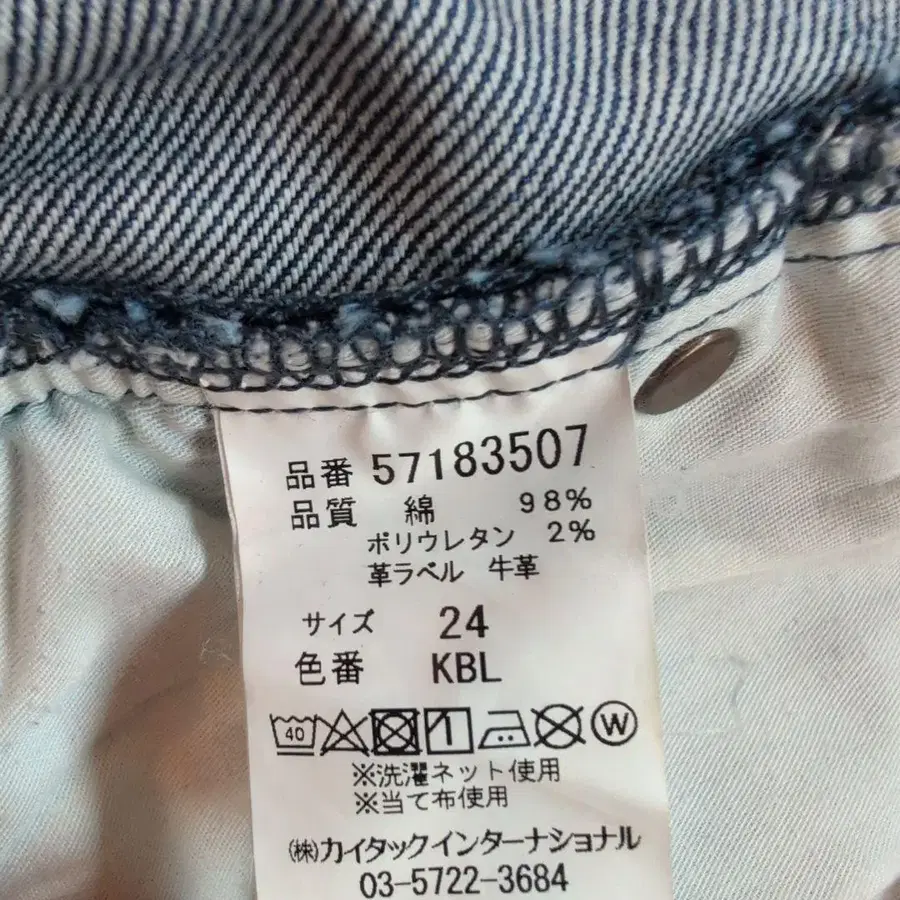 品番 57183507
品質 綿 98%
ポリウレタン 2%
革ラベル 牛革
サイズ 24
色番 KBL
40 W
※洗濯ネット使用
※当て布使用
㈱カイタックインターナショナル
03-5722-3684